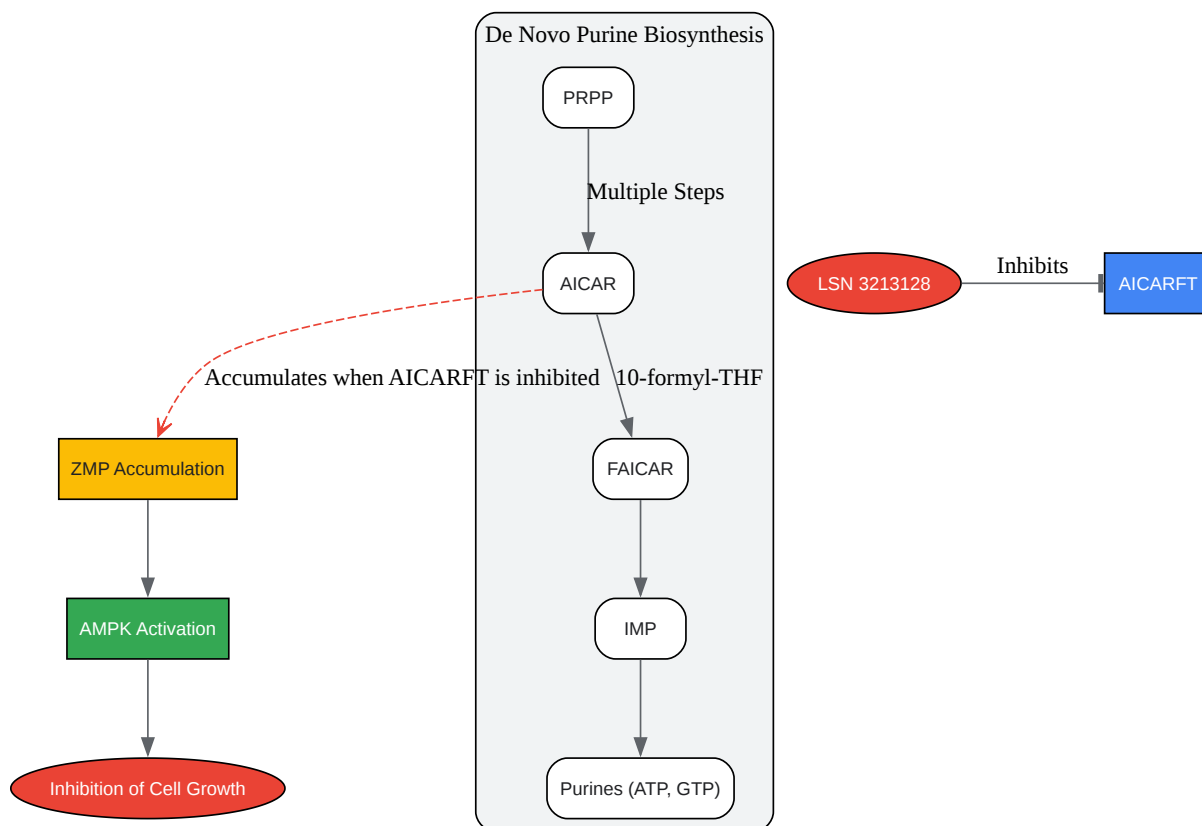 De Novo Purine Biosynthesis
PRPP
Multiple Steps
AICAR
LSN 3213128
Inhibits
AICARFT
Accumulates when AICARFT is inhibited
10-formyl-THF
ZMP Accumulation
FAICAR
AMPK Activation
IMP
Inhibition of Cell Growth
Purines (ATP, GTP)